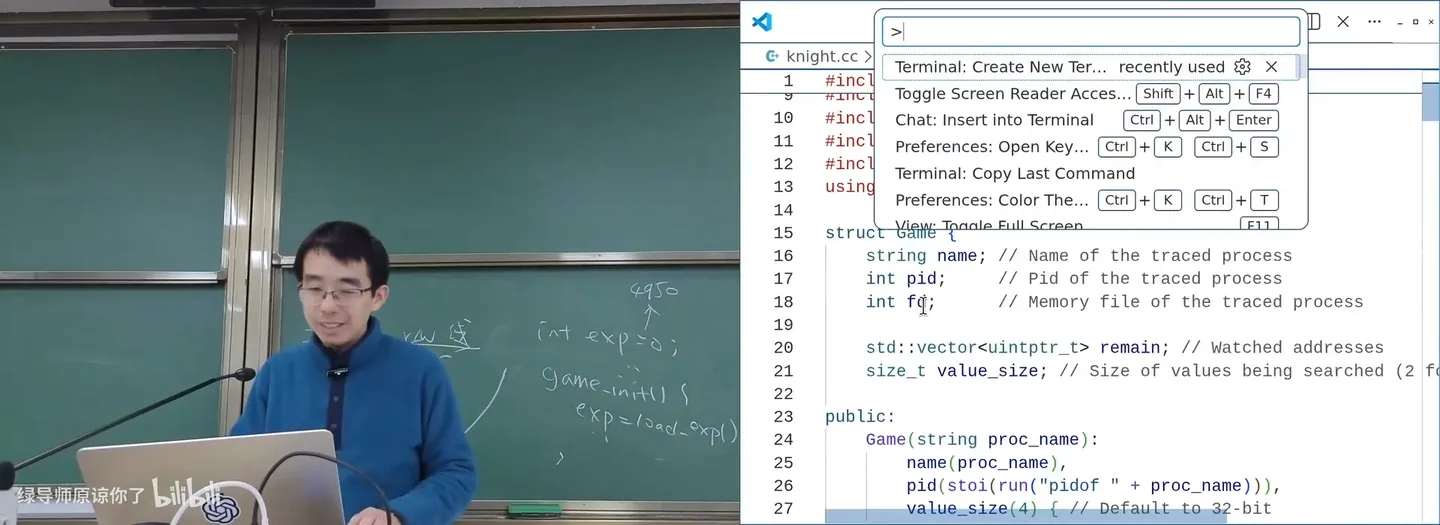 4950
int exp=0;
game_init() {
exp=load_exp()
}
绿导师原谅你了 bilibili
>
knight.cc
Terminal: Create New Ter... recently used
Toggle Screen Reader Acces... Shift + Alt + F4
Chat: Insert into Terminal Ctrl + Alt + Enter
Preferences: Open Key... Ctrl + K Ctrl + S
Terminal: Copy Last Command
Preferences: Color The... Ctrl + K Ctrl + T
View: Toggle Full Screen F11
1 #incl
9 #incl
10 #incl
11 #incl
12 #incl
13 using
14
15 struct Game {
16 string name; // Name of the traced process
17 int pid; // Pid of the traced process
18 int fd; // Memory file of the traced process
19
20 std::vector<uintptr_t> remain; // Watched addresses
21 size_t value_size; // Size of values being searched (2 fo
22
23 public:
24 Game(string proc_name):
25 name(proc_name),
26 pid(stoi(run("pidof " + proc_name))),
27 value_size(4) { // Default to 32-bit